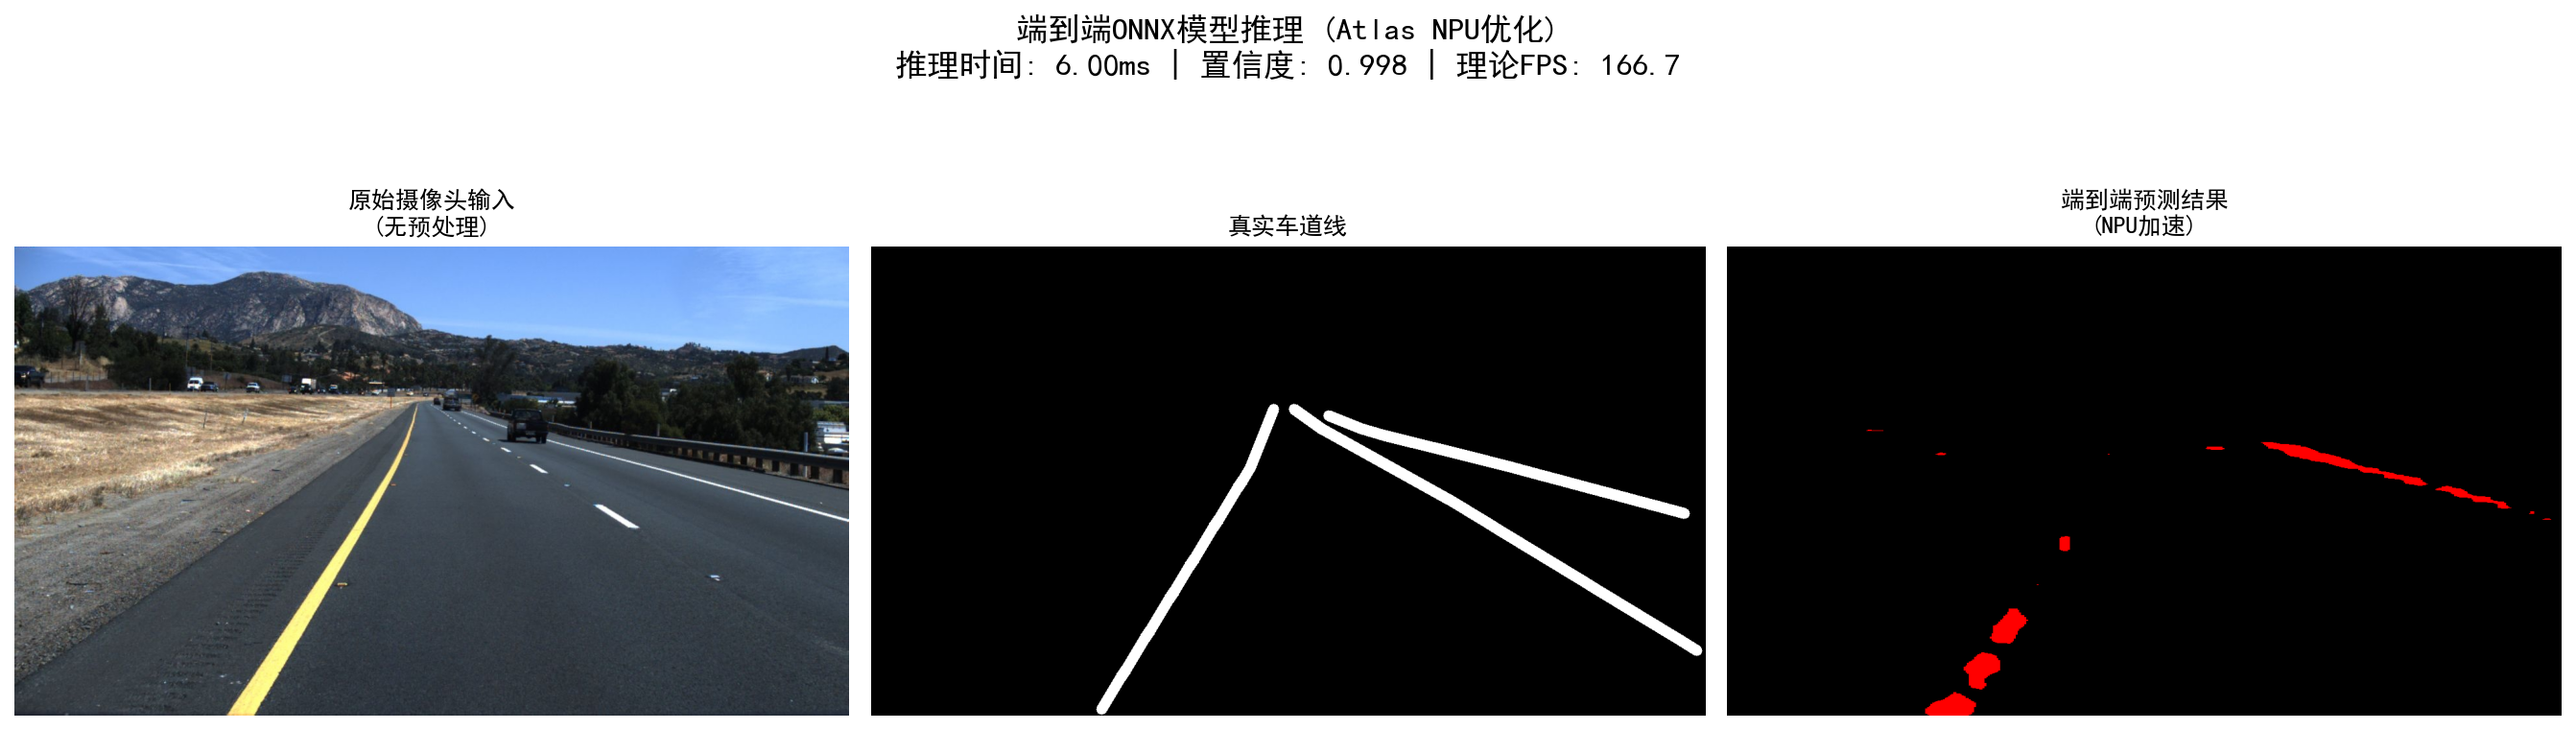 端到端ONNX模型推理 (Atlas NPU优化)
推理时间: 6.00ms | 置信度: 0.998 | 理论FPS: 166.7
原始摄像头输入
(无预处理)
真实车道线
端到端预测结果
(NPU加速)